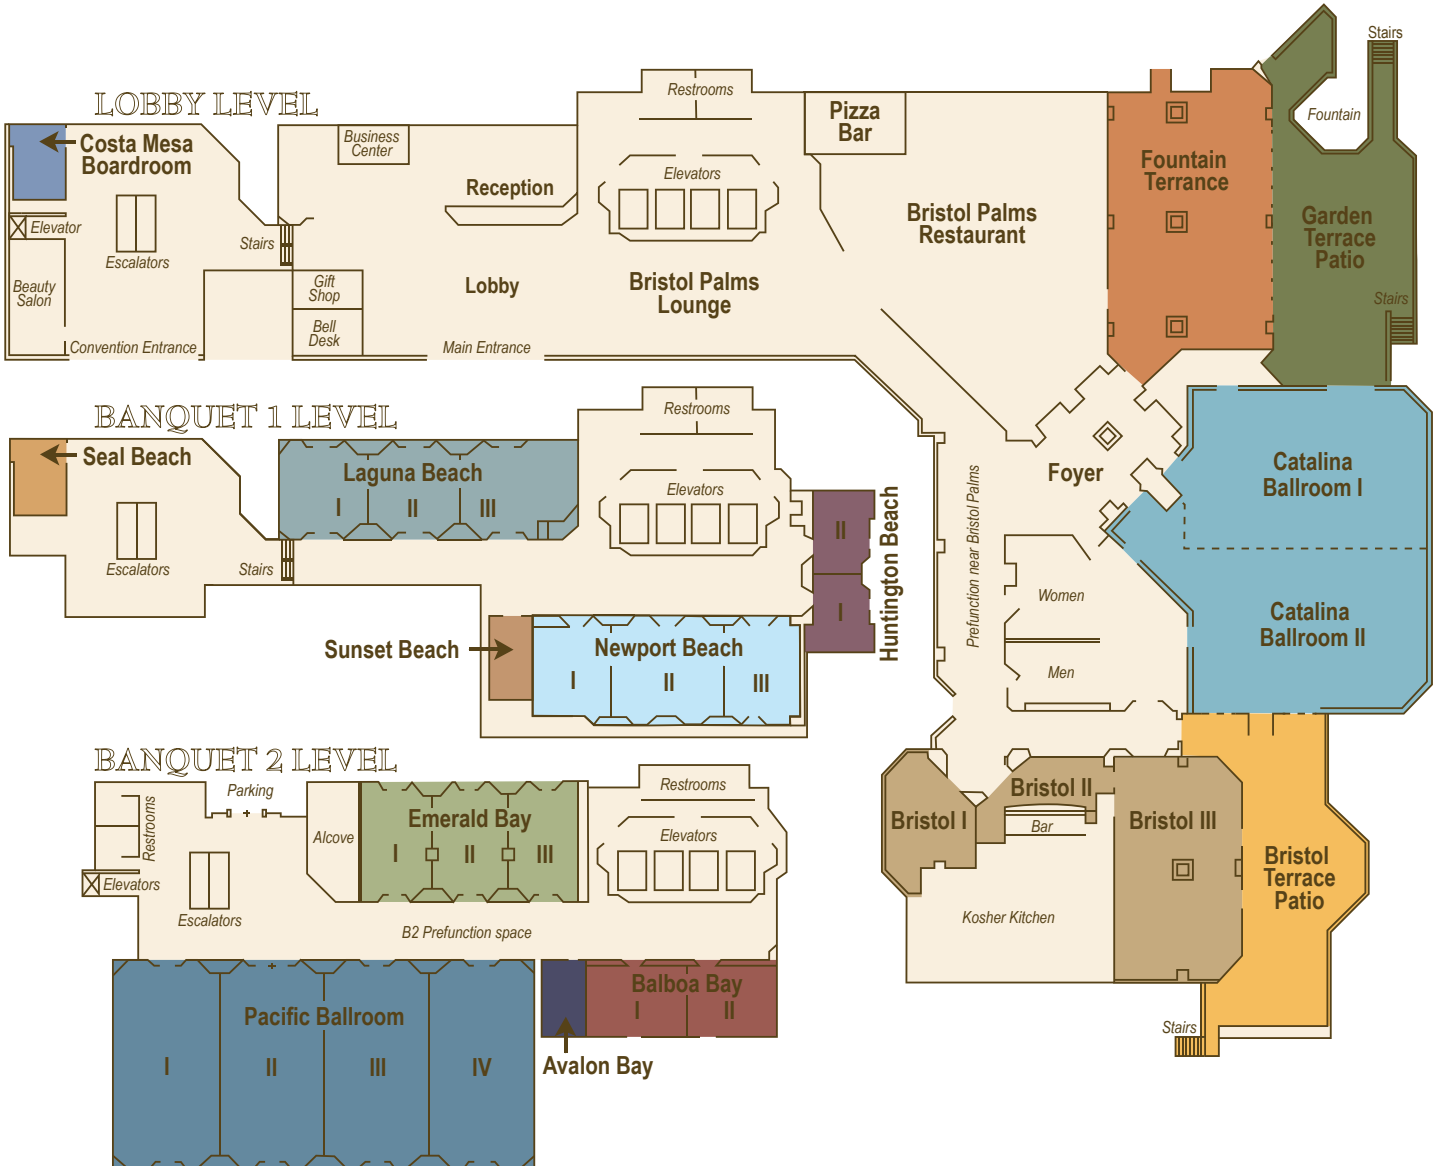 LOBBY LEVEL
Costa Mesa
Boardroom
Elevator
Escalators
Beauty
Salon
Convention Entrance
Stairs
Business
Center
Reception
Gift
Shop
Bell
Desk
Lobby
Main Entrance
Restrooms
Elevators
Bristol Palms
Lounge
Pizza
Bar
Bristol Palms
Restaurant
Fountain
Terrance
Stairs
Fountain
Garden
Terrace
Patio
Stairs
Foyer
Prefunction near Bristol Palms
Women
Men
Catalina
Ballroom I
Catalina
Ballroom II
Bristol I
Bristol II
Bar
Bristol III
Kosher Kitchen
Bristol
Terrace
Patio
Stairs
BANQUET 1 LEVEL
Seal Beach
Escalators
Stairs
Laguna Beach
I
II
III
Restrooms
Elevators
Huntington Beach
II
I
Sunset Beach
Newport Beach
I
II
III
BANQUET 2 LEVEL
Restrooms
Elevators
Parking
Escalators
Alcove
Emerald Bay
I
II
III
Restrooms
Elevators
B2 Prefunction space
Pacific Ballroom
I
II
III
IV
Balboa Bay
I
II
Avalon Bay